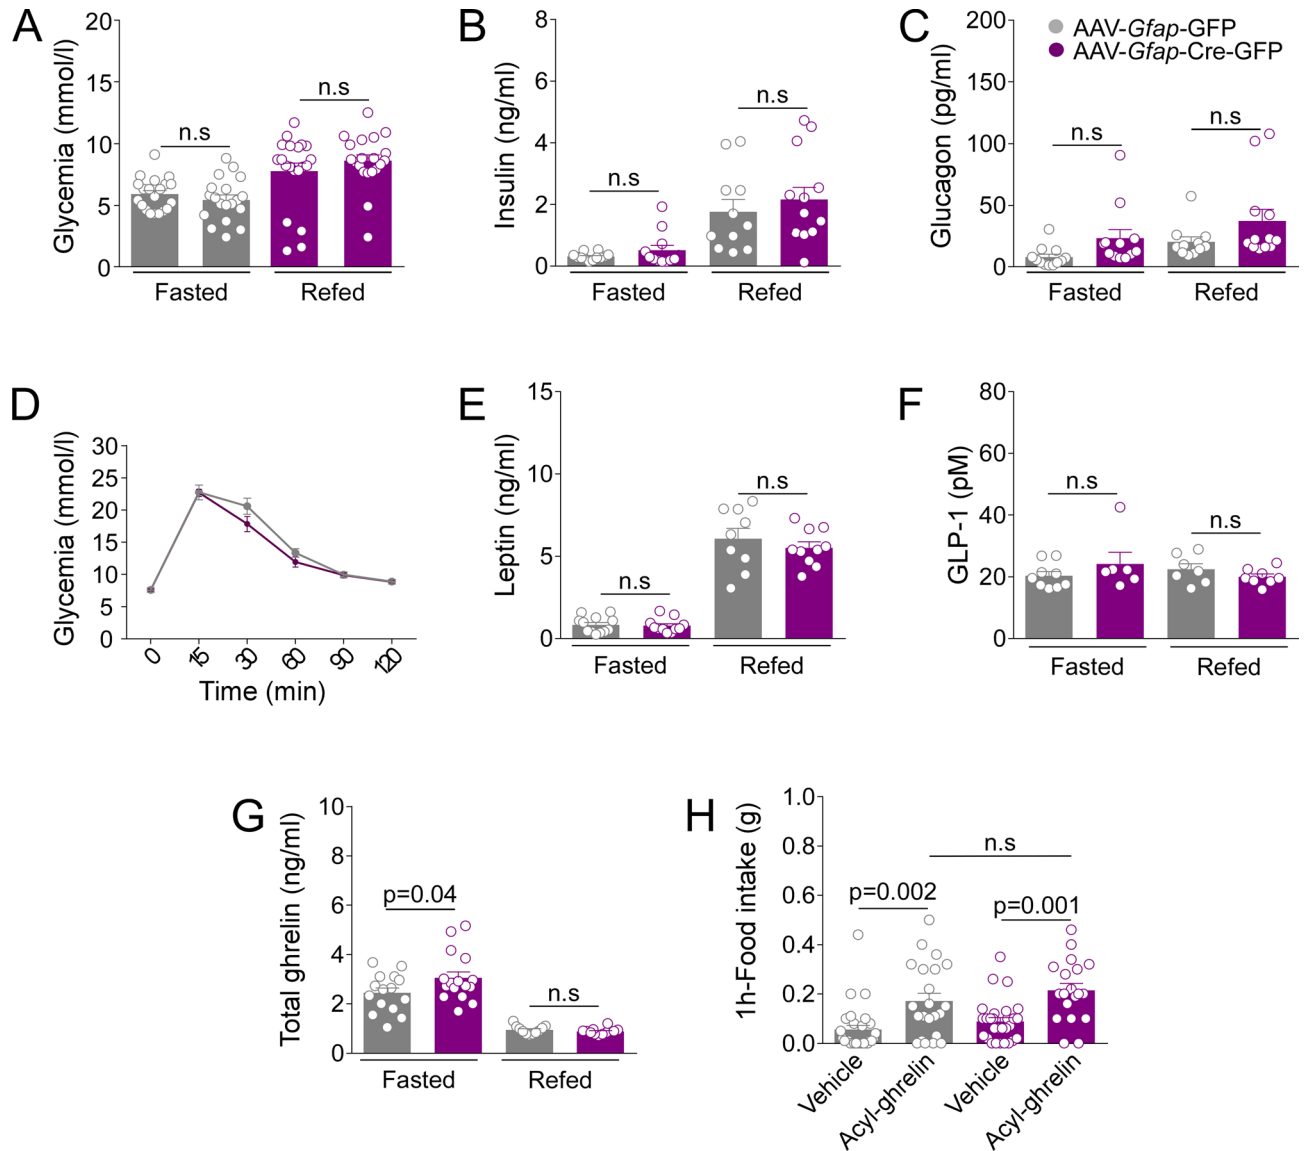 A
Glycemia (mmol/l)
20
15
10
5
0
n.s
n.s
Fasted
Refed
B
Insulin (ng/ml)
8
6
4
2
0
n.s
n.s
Fasted
Refed
C
Glucagon (pg/ml)
200
150
100
50
0
AAV-Gfap-GFP
AAV-Gfap-Cre-GFP
n.s
n.s
Fasted
Refed
D
Glycemia (mmol/l)
30
25
20
15
10
5
0
0 15 30 60 90 120
Time (min)
E
Leptin (ng/ml)
15
10
5
0
n.s
n.s
Fasted
Refed
F
GLP-1 (pM)
80
60
40
20
0
n.s
n.s
Fasted
Refed
G
Total ghrelin (ng/ml)
10
8
6
4
2
0
p=0.04
n.s
Fasted
Refed
H
1h-Food intake (g)
1.0
0.8
0.6
0.4
0.2
0.0
n.s
p=0.002
p=0.001
Vehicle
Acyl-ghrelin
Vehicle
Acyl-ghrelin